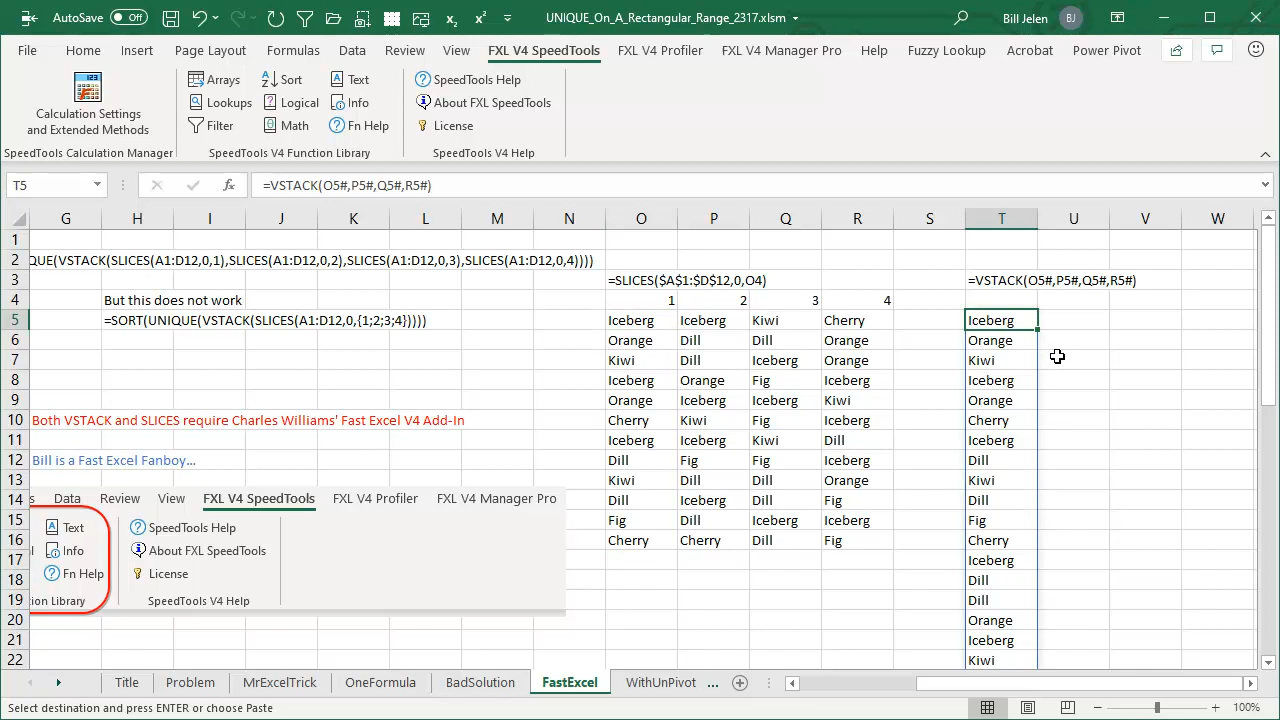 AutoSave Off UNIQUE_On_A_Rectangular_Range_2317.xlsm Bill Jelen BJ
File Home Insert Page Layout Formulas Data Review View FXL V4 SpeedTools FXL V4 Profiler FXL V4 Manager Pro Help Fuzzy Lookup Acrobat Power Pivot
Calculation Settings
and Extended Methods
SpeedTools Calculation Manager
Arrays Sort Text
Lookups Logical Info
Filter Math Fn Help
SpeedTools V4 Function Library
SpeedTools Help
About FXL SpeedTools
License
SpeedTools V4 Help
T5 fx =VSTACK(O5#,P5#,Q5#,R5#)
G H I J K L M N O P Q R S T U V W
1
2 QUE(VSTACK(SLICES(A1:D12,0,1),SLICES(A1:D12,0,2),SLICES(A1:D12,0,3),SLICES(A1:D12,0,4))))
3 =SLICES($A$1:$D$12,0,O4) =VSTACK(O5#,P5#,Q5#,R5#)
4 But this does not work 1 2 3 4
5 =SORT(UNIQUE(VSTACK(SLICES(A1:D12,0,{1;2;3;4})))) Iceberg Iceberg Kiwi Cherry Iceberg
6 Orange Dill Dill Orange Orange
7 Kiwi Dill Iceberg Orange Kiwi
8 Iceberg Orange Fig Iceberg Iceberg
9 Orange Iceberg Iceberg Kiwi Orange
10 Both VSTACK and SLICES require Charles Williams' Fast Excel V4 Add-In Cherry Kiwi Fig Iceberg Cherry
11 Iceberg Iceberg Kiwi Dill Iceberg
12 Bill is a Fast Excel Fanboy... Dill Fig Fig Iceberg Dill
13 Kiwi Dill Dill Orange Kiwi
14 Dill Iceberg Dill Fig Dill
15 Fig Dill Iceberg Iceberg Fig
16 Cherry Cherry Dill Fig Cherry
17 Iceberg
18 Dill
19 Dill
20 Orange
21 Iceberg
22 Kiwi
s Data Review View FXL V4 SpeedTools FXL V4 Profiler FXL V4 Manager Pro
Text SpeedTools Help
l Info About FXL SpeedTools
Fn Help License
ion Library SpeedTools V4 Help
Title Problem MrExcelTrick OneFormula BadSolution FastExcel WithUnPivot ...
Select destination and press ENTER or choose Paste 100%